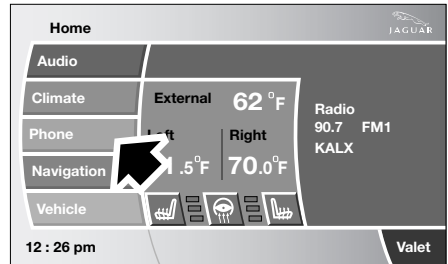 Home
JAGUAR
Audio
Climate
Phone
Navigation
Vehicle
External 62 °F
Right
.5°F 70.0°F
Radio
90.7 FM1
KALX
12 : 26 pm
Valet